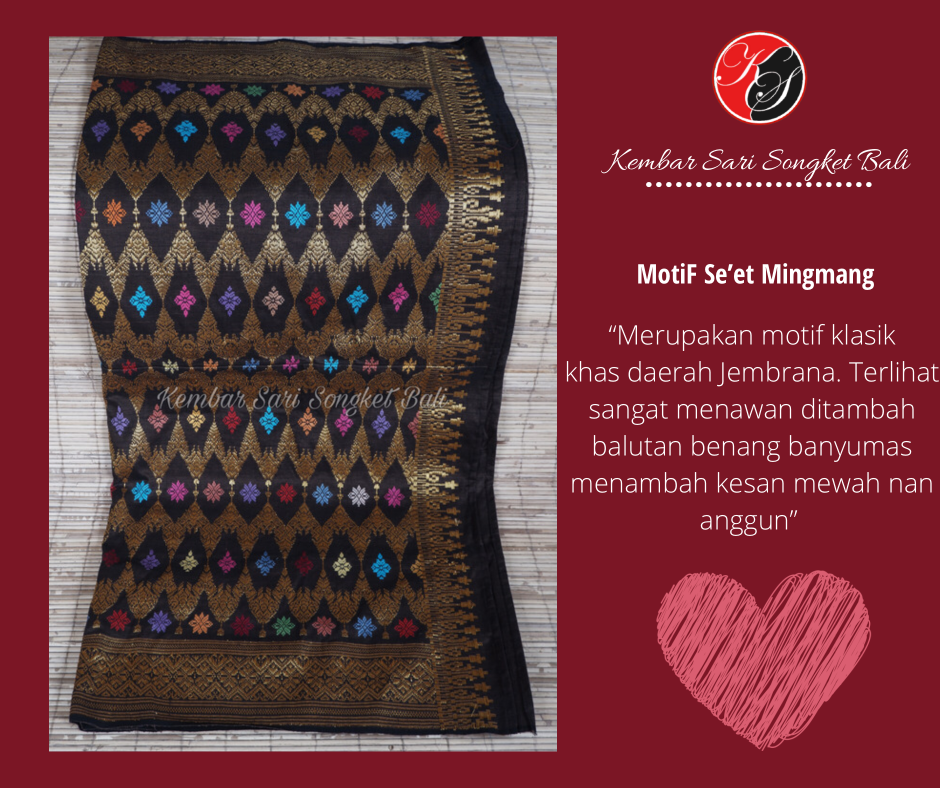 KS
Kembar Sari Songket Bali
MotiF Se’et Mingmang
“Merupakan motif klasik
khas daerah Jembrana. Terlihat
sangat menawan ditambah
balutan benang banyumas
menambah kesan mewah nan
anggun”
Kembar Sari Songket Bali